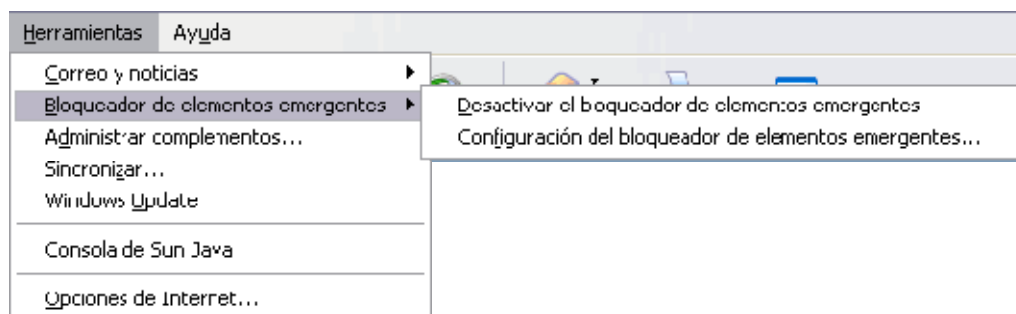 Herramientas Ayuda
Correo y noticias
Bloqueador de elementos emergentes
Desactivar el boqueador de elementos emergentes
Configuración del bloqueador de elementos emergentes...
Administrar complementos...
Sincronizar...
Windows Update
Consola de Sun Java
Opciones de Internet...